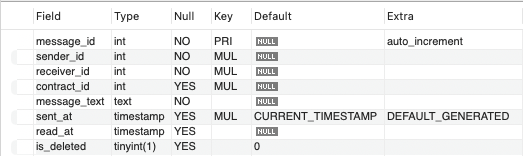 Field Type Null Key Default Extra
message_id int NO PRI NULL auto_increment
sender_id int NO MUL NULL
receiver_id int NO MUL NULL
contract_id int YES MUL NULL
message_text text NO NULL
sent_at timestamp YES MUL CURRENT_TIMESTAMP DEFAULT_GENERATED
read_at timestamp YES NULL
is_deleted tinyint(1) YES 0